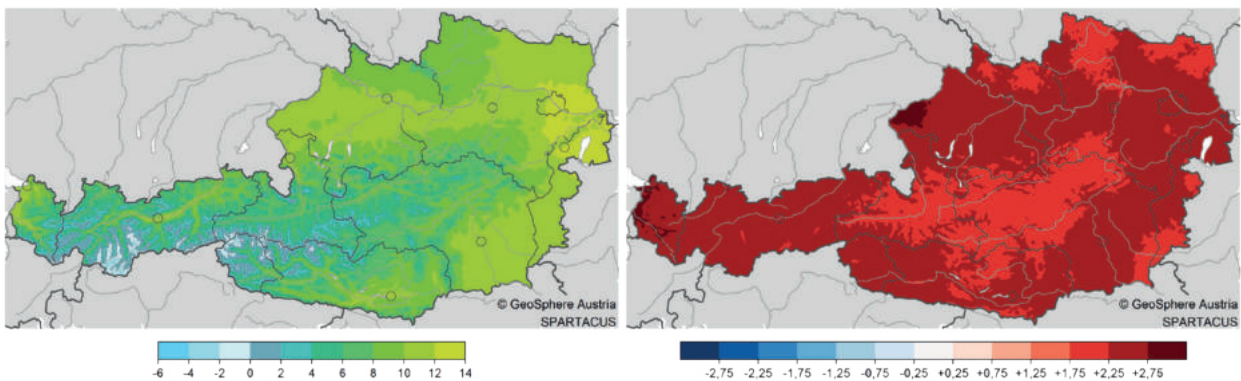 © GeoSphere Austria
SPARTACUS
© GeoSphere Austria
SPARTACUS
-6 -4 -2 0 2 4 6 8 10 12 14
-2,75 -2,25 -1,75 -0,75 -0,25 +0,25 +0,75 +1,25 +1,75 +2,25 +2,75